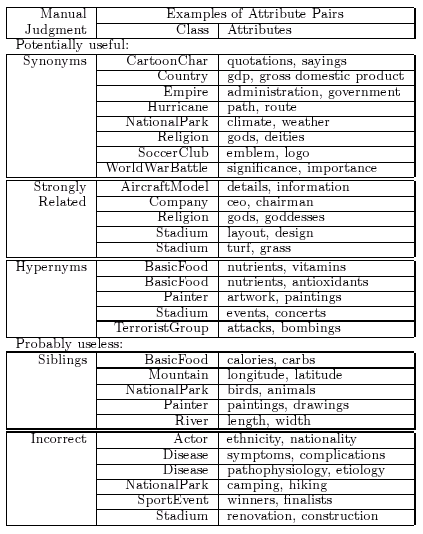 Manual Examples of Attribute Pairs
Judgment Class Attributes
Potentially useful:
Synonyms CartoonChar quotations, sayings
Country gdp, gross domestic product
Empire administration, government
Hurricane path, route
NationalPark climate, weather
Religion gods, deities
SoccerClub emblem, logo
WorldWarBattle significance, importance
Strongly AircraftModel details, information
Related Company ceo, chairman
Religion gods, goddesses
Stadium layout, design
Stadium turf, grass
Hypernyms BasicFood nutrients, vitamins
BasicFood nutrients, antioxidants
Painter artwork, paintings
Stadium events, concerts
TerroristGroup attacks, bombings
Probably useless:
Siblings BasicFood calories, carbs
Mountain longitude, latitude
NationalPark birds, animals
Painter paintings, drawings
River length, width
Incorrect Actor ethnicity, nationality
Disease symptoms, complications
Disease pathophysiology, etiology
NationalPark camping, hiking
SportEvent winners, finalists
Stadium renovation, construction